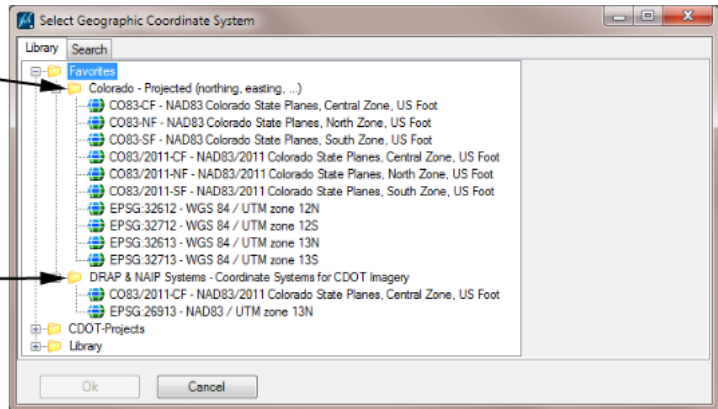 Select Geographic Coordinate System
Library Search
Favorites
Colorado - Projected (northing, easting, ...)
CO83-CF - NAD83 Colorado State Planes, Central Zone, US Foot
CO83-NF - NAD83 Colorado State Planes, North Zone, US Foot
CO83-SF - NAD83 Colorado State Planes, South Zone, US Foot
CO83/2011-CF - NAD83/2011 Colorado State Planes, Central Zone, US Foot
CO83/2011-NF - NAD83/2011 Colorado State Planes, North Zone, US Foot
CO83/2011-SF - NAD83/2011 Colorado State Planes, South Zone, US Foot
EPSG:32612 - WGS 84 / UTM zone 12N
EPSG:32712 - WGS 84 / UTM zone 12S
EPSG:32613 - WGS 84 / UTM zone 13N
EPSG:32713 - WGS 84 / UTM zone 13S
DRAP & NAIP Systems - Coordinate Systems for CDOT Imagery
CO83/2011-CF - NAD83/2011 Colorado State Planes, Central Zone, US Foot
EPSG:26913 - NAD83 / UTM zone 13N
CDOT-Projects
Library
Ok Cancel